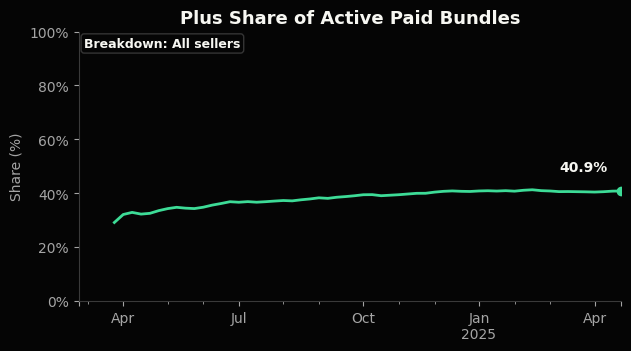 Plus Share of Active Paid Bundles
Breakdown: All sellers
100%
80%
60%
40%
20%
0%
Share (%)
40.9%
Apr
Jul
Oct
Jan
2025
Apr